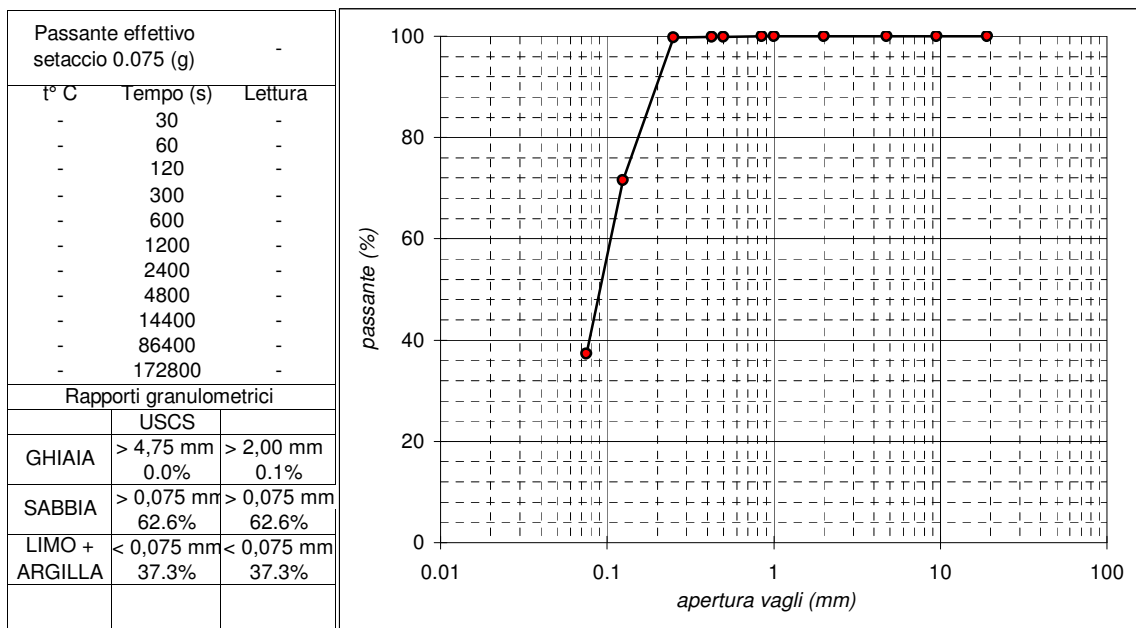 Passante effettivo
setaccio 0.075 (g) -
t° C Tempo (s) Lettura
- 30 -
- 60 -
- 120 -
- 300 -
- 600 -
- 1200 -
- 2400 -
- 4800 -
- 14400 -
- 86400 -
- 172800 -
Rapporti granulometrici
USCS
GHIAIA
> 4,75 mm > 2,00 mm
0.0% 0.1%
SABBIA
> 0,075 mm > 0,075 mm
62.6% 62.6%
LIMO +
ARGILLA
< 0,075 mm < 0,075 mm
37.3% 37.3%
passante (%)
100
80
60
40
20
0
0.01 0.1 1 10 100
apertura vagli (mm)